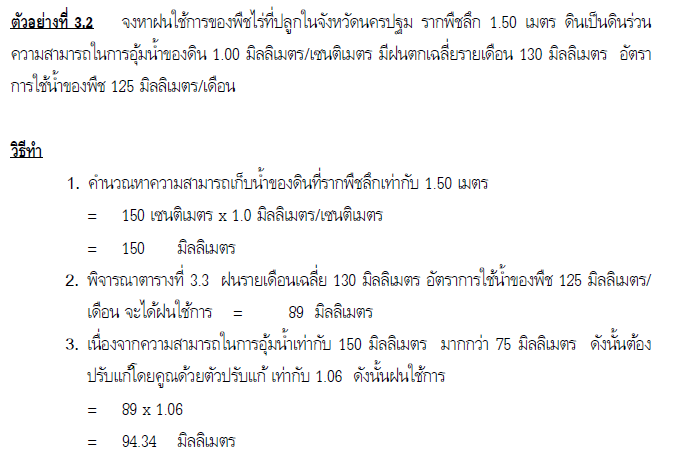 ตัวอย่างที่ 3.2 จงหาฝนใช้การของพืชไร่ที่ปลูกในจังหวัดนครปฐม รากพืชลึก 1.50 เมตร ดินเป็นดินร่วน
ความสามารถในการอุ้มน้ำของดิน 1.00 มิลลิเมตร/เซนติเมตร มีฝนตกเฉลี่ยรายเดือน 130 มิลลิเมตร อัตรา
การใช้น้ำของพืช 125 มิลลิเมตร/เดือน
วิธีทำ
1. คำนวณหาความสามารถเก็บน้ำของดินที่รากพืชลึกเท่ากับ 1.50 เมตร
= 150 เซนติเมตร x 1.0 มิลลิเมตร/เซนติเมตร
= 150 มิลลิเมตร
2. พิจารณาตารางที่ 3.3 ฝนรายเดือนเฉลี่ย 130 มิลลิเมตร อัตราการใช้น้ำของพืช 125 มิลลิเมตร/
เดือน จะได้ฝนใช้การ = 89 มิลลิเมตร
3. เนื่องจากความสามารถในการอุ้มน้ำเท่ากับ 150 มิลลิเมตร มากกว่า 75 มิลลิเมตร ดังนั้นต้อง
ปรับแก้โดยคูณด้วยตัวปรับแก้ เท่ากับ 1.06 ดังนั้นฝนใช้การ
= 89 x 1.06
= 94.34 มิลลิเมตร